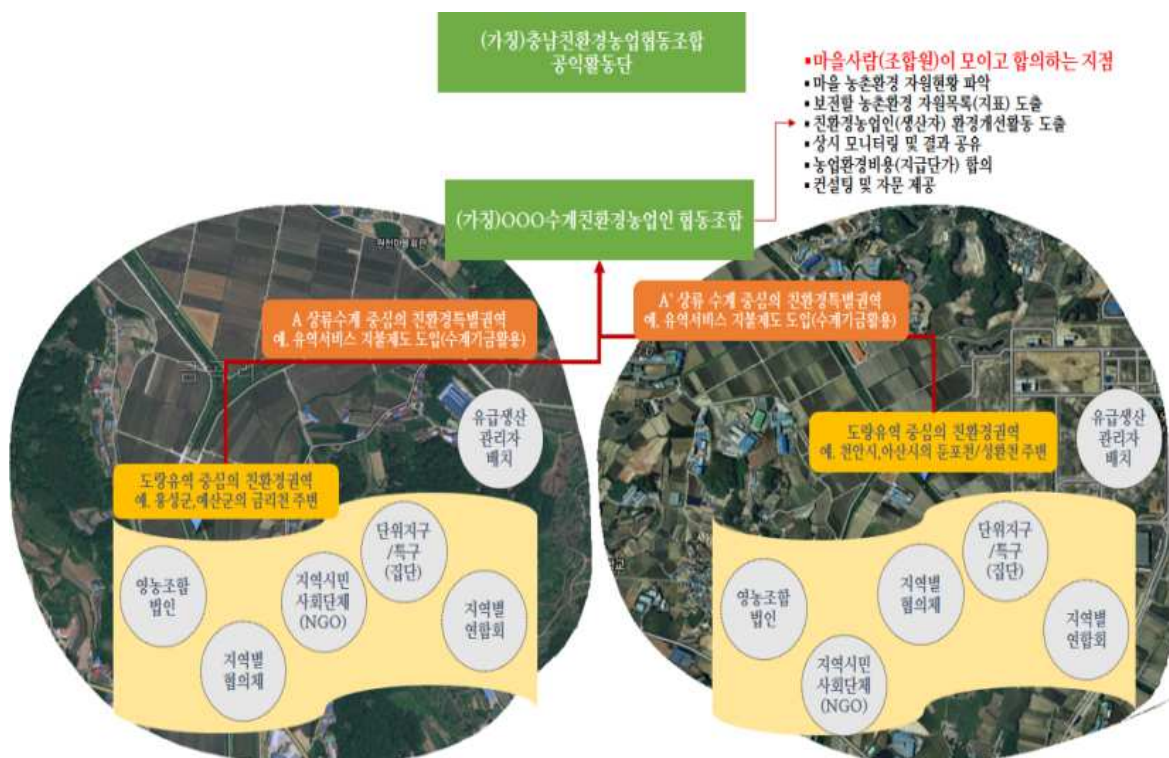 (가칭)충남친환경농업협동조합
공익활동단
▪마을사람(조합원)이 모이고 합의하는 지점
▪마을 농촌환경 자원현황 파악
▪보전할 농촌환경 자원목록(지표) 도출
▪친환경농업인(생산자) 환경개선활동 도출
▪상시 모니터링 및 결과 공유
▪농업환경비용(지급단가) 합의
▪컨설팅 및 자문 제공
(가칭)OOO수계친환경농업인 협동조합
A 상류수계 중심의 친환경특별권역
예. 유역서비스 지불제도 도입(수계기금활용)
A' 상류 수계 중심의 친환경특별권역
예. 유역서비스 지불제도 도입(수계기금활용)
유급생산
관리자
배치
도랑유역 중심의 친환경권역
예. 홍성군,예산군의 금리천 주변
영농조합
법인
지역별
협의체
지역시민
사회단체
(NGO)
단위지구
/특구
(집단)
지역별
연합회
유급생산
관리자
배치
도랑유역 중심의 친환경권역
예. 천안시,아산시의 둔포천/성환천 주변
영농조합
법인
지역시민
사회단체
(NGO)
지역별
협의체
단위지구
/특구
(집단)
지역별
연합회